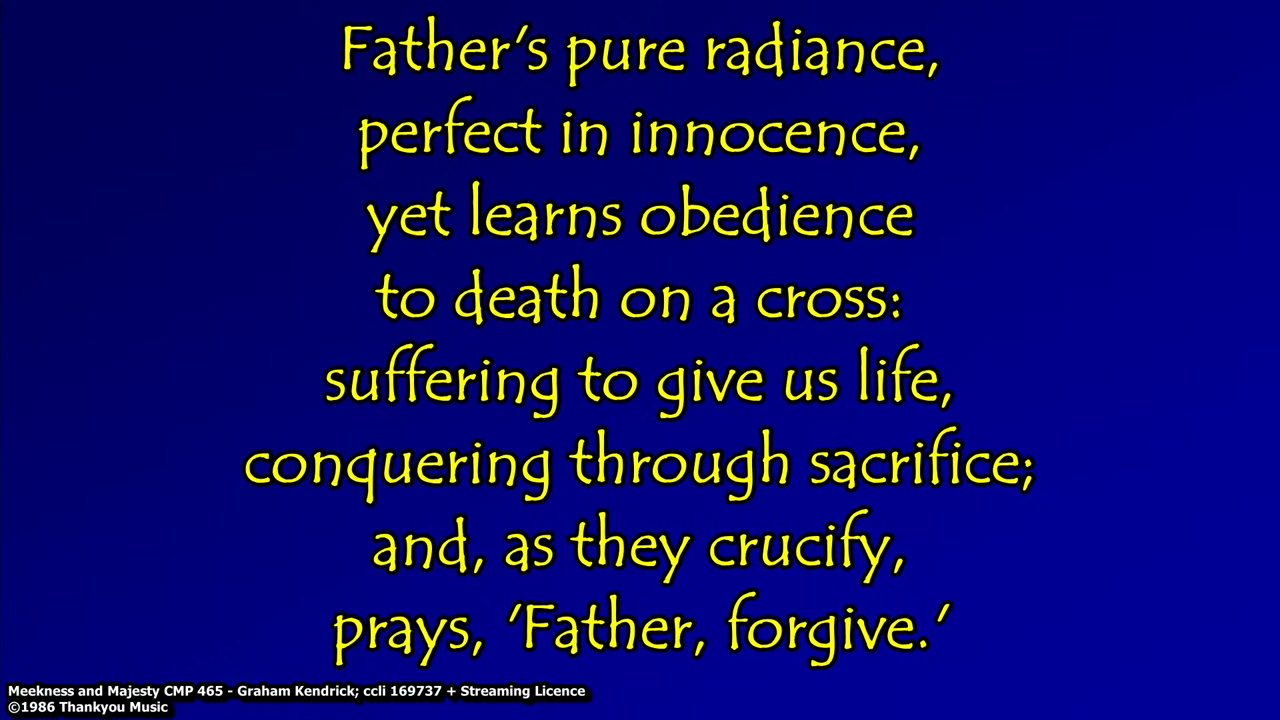 Father's pure radiance,
perfect in innocence,
yet learns obedience
to death on a cross:
suffering to give us life,
conquering through sacrifice;
and, as they crucify,
prays, 'Father, forgive.'
Meekness and Majesty CMP 465 - Graham Kendrick; ccli 169737 + Streaming Licence
©1986 Thankyou Music